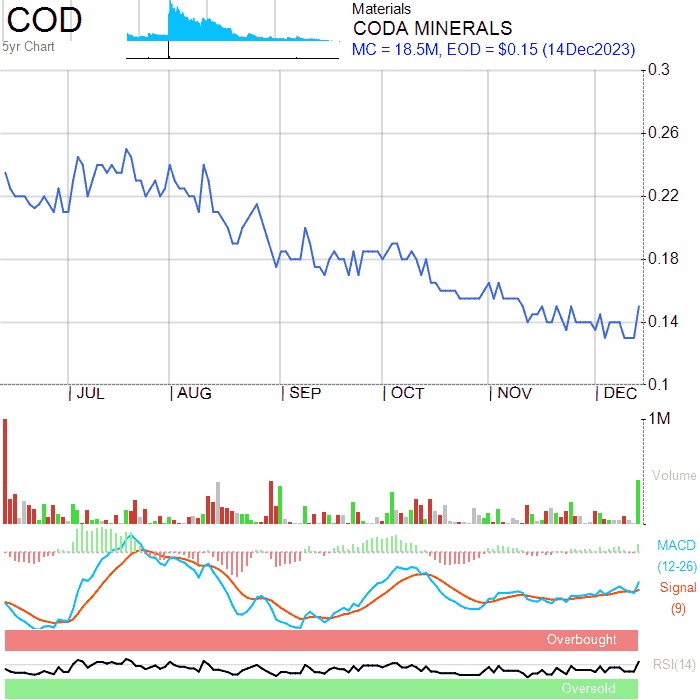 COD
5yr Chart
Materials
CODA MINERALS
MC = 18.5M, EOD = $0.15 (14Dec2023)
0.3
0.26
0.22
0.18
0.14
0.1
JUL AUG SEP OCT NOV DEC
1M
Volume
MACD
(12-26)
Signal
(9)
Overbought
RSI(14)
Oversold